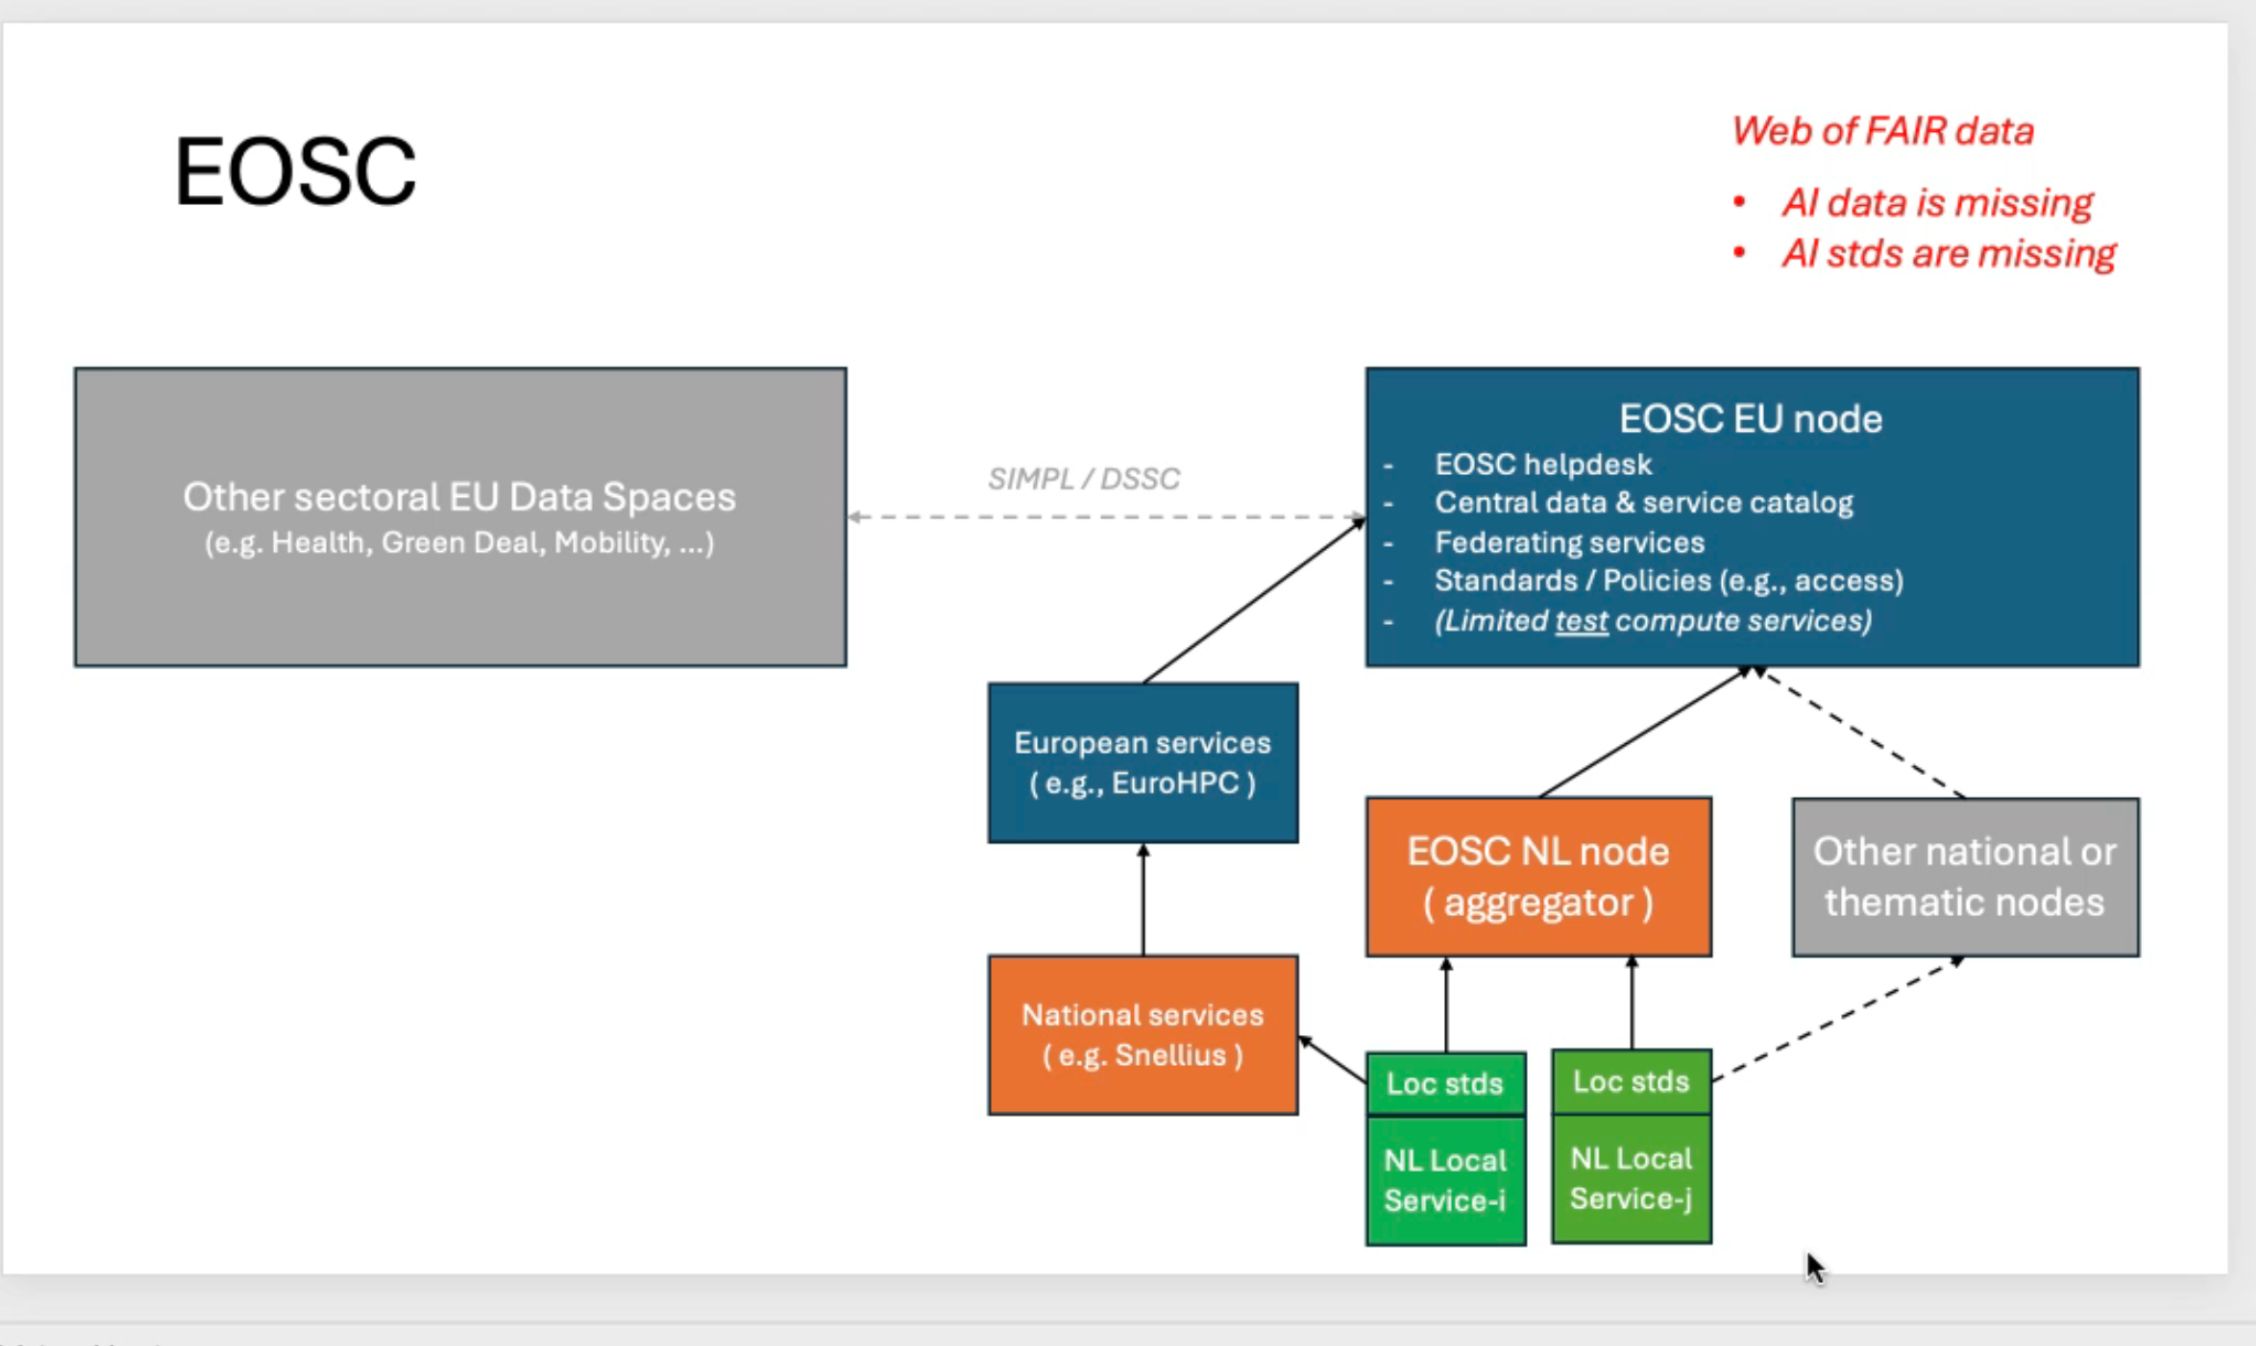 EOSC
Web of FAIR data
• AI data is missing
• AI stds are missing
Other sectoral EU Data Spaces
(e.g. Health, Green Deal, Mobility, ...)
SIMPL / DSSC
EOSC EU node
- EOSC helpdesk
- Central data & service catalog
- Federating services
- Standards / Policies (e.g., access)
- (Limited test compute services)
European services
( e.g., EuroHPC )
EOSC NL node
( aggregator )
Other national or
thematic nodes
National services
( e.g. Snellius )
Loc stds
NL Local
Service-i
Loc stds
NL Local
Service-j